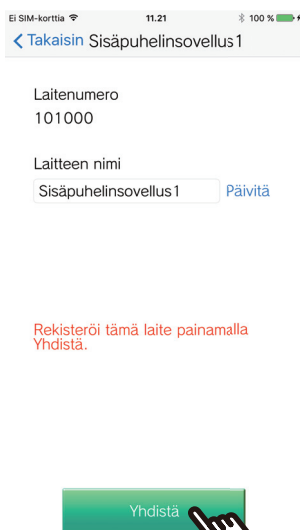 Ei SIM-korttia 11.21 100 %
Takaisin Sisäpuhelinsovellus1
Laitenumero
101000
Laitteen nimi
Sisäpuhelinsovellus1 Päivitä
Rekisteröi tämä laite painamalla
Yhdistä.
Yhdistä